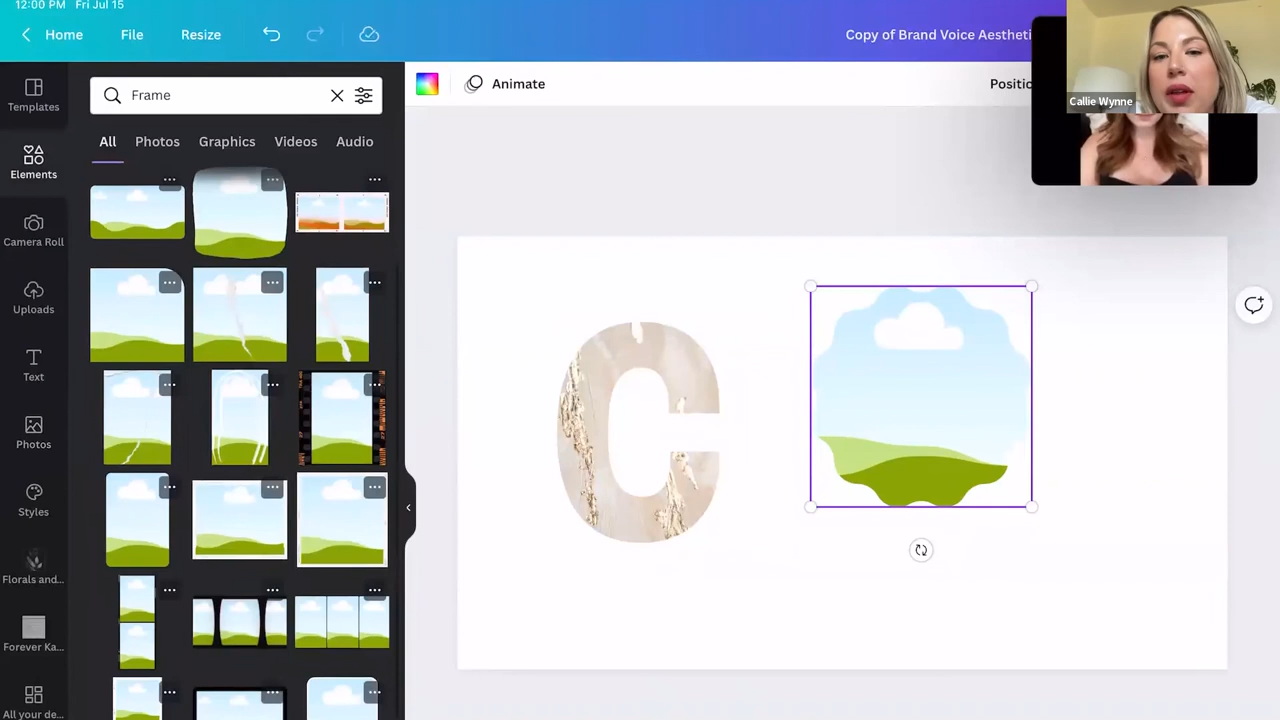 12:00 PM Fri Jul 15
Home
File
Resize
Copy of Brand Voice Aestheti
Templates
Elements
Camera Roll
Uploads
Text
Photos
Styles
Florals and...
Forever Ka...
All your de...
Frame
All
Photos
Graphics
Videos
Audio
Animate
Positio
Callie Wynne
C